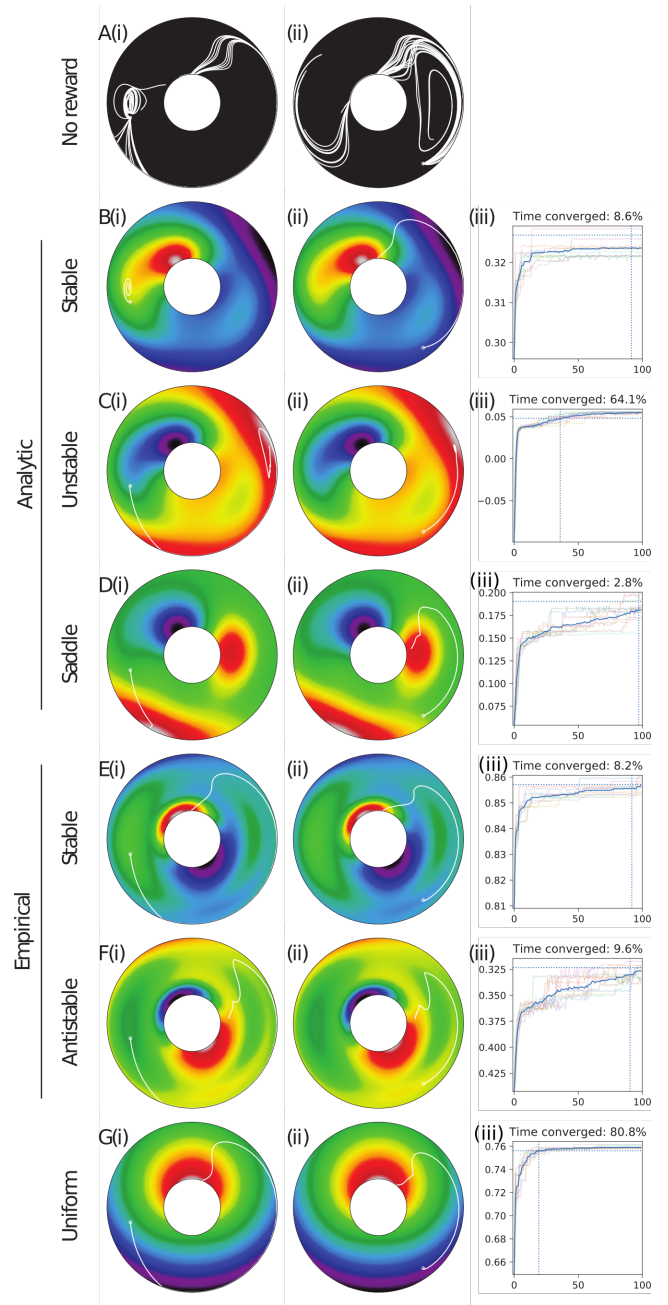 No reward
A(i)
(ii)
Analytic
Stable
B(i)
(ii)
(iii)
Time converged: 8.6%
0.32
0.31
0.30
0
50
100
Unstable
C(i)
(ii)
(iii)
Time converged: 64.1%
0.05
0.00
−0.05
0
50
100
Saddle
D(i)
(ii)
(iii)
Time converged: 2.8%
0.200
0.175
0.150
0.125
0.100
0.075
0
50
100
Empirical
Stable
E(i)
(ii)
(iii)
Time converged: 8.2%
0.86
0.85
0.84
0.83
0.82
0.81
0
50
100
Antistable
F(i)
(ii)
(iii)
Time converged: 9.6%
0.325
0.350
0.375
0.400
0.425
0
50
100
Uniform
G(i)
(ii)
(iii)
Time converged: 80.8%
0.76
0.74
0.72
0.70
0.68
0.66
0
50
100